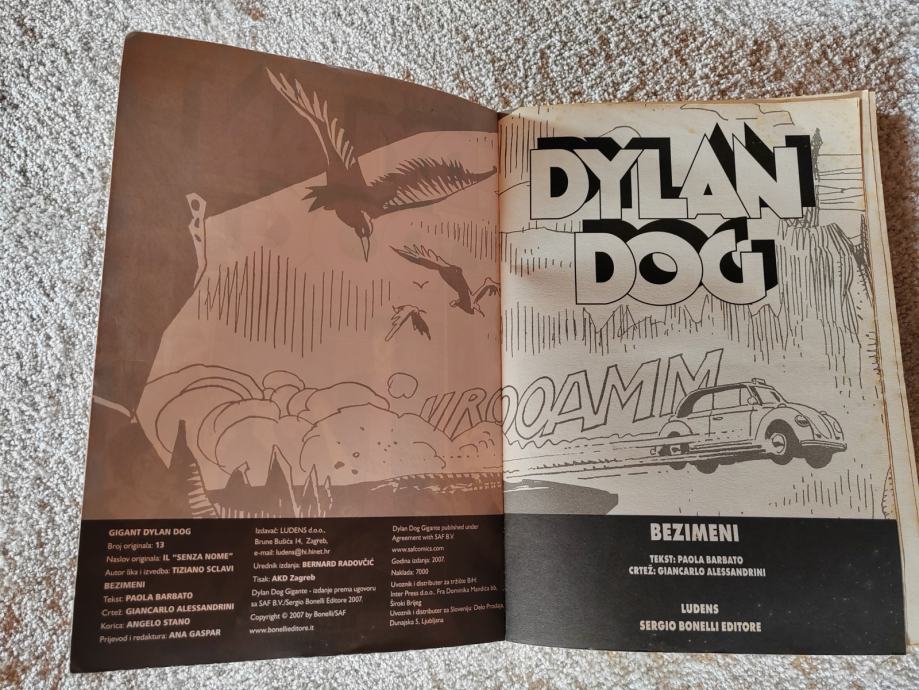 GIGANT DYLAN DOG
Broj originala: 13
Naslov originala: IL "SENZA NOME"
Autor lika i izvedba: TIZIANO SCLAVI
BEZIMENI
Tekst: PAOLA BARBATO
Crtež: GIANCARLO ALESSANDRINI
Korica: ANGELO STANO
Prijevod i redaktura: ANA GASPAR
Izdavač: LUDENS d.o.o.,
Brune Bušića 14, Zagreb,
e-mail: ludens@hi.hinet.hr
Urednik izdanja: BERNARD RADOVČIĆ
Tisak: AKD Zagreb
Dylan Dog Gigante - izdanje prema ugovoru
sa SAF B.V./Sergio Bonelli Editore 2007.
Copyright © 2007 by Bonelli/SAF
www.bonellieditore.it
Dylan Dog Gigante published under
Agreement with SAF B.V.
www.safcomics.com
Godina izdanja: 2007.
Naklada: 7000
Uvoznik i distributer za tržište BiH:
Inter Press d.o.o., Fra Dominika Mandića bb,
Široki Brijeg
Uvoznik i distributer za Sloveniju: Delo Prodaja,
Dunajska 5, Ljubljana
DYLAN
DOG
VROOAMM
BEZIMENI
TEKST: PAOLA BARBATO
CRTEŽ: GIANCARLO ALESSANDRINI
LUDENS
SERGIO BONELLI EDITORE